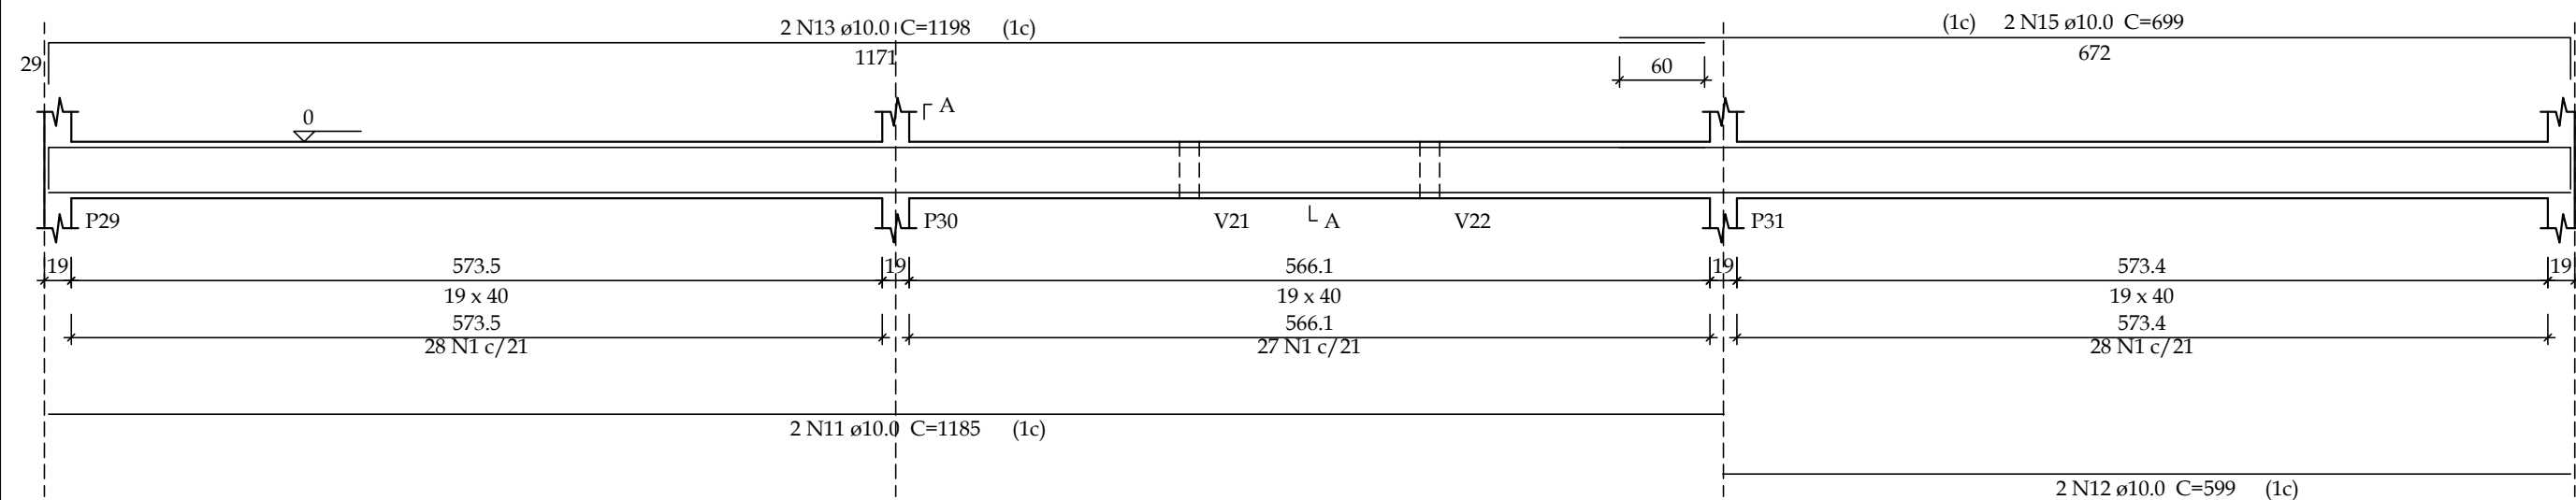 2 N13 ø10.0 C=1198 (1c)
(1c) 2 N15 ø10.0 C=699
29
1171
60
672
A
0
P29
P30
V21
A
V22
P31
19
573.5
19
566.1
19
573.4
19
19 x 40
19 x 40
19 x 40
573.5
566.1
573.4
28 N1 c/21
27 N1 c/21
28 N1 c/21
2 N11 ø10.0 C=1185 (1c)
2 N12 ø10.0 C=599 (1c)